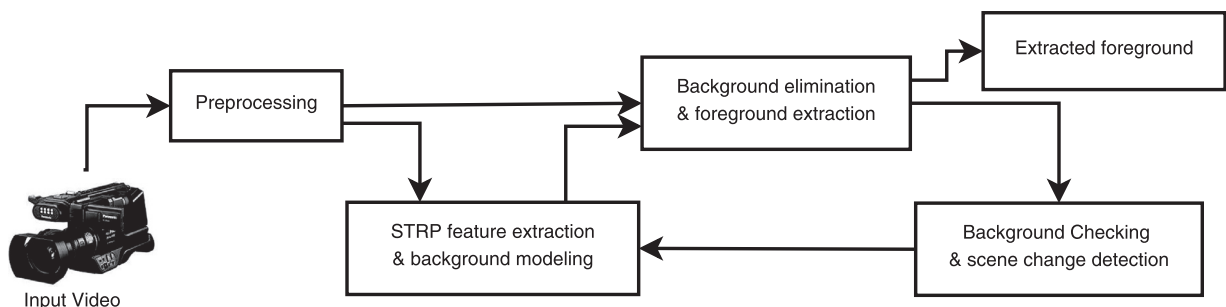 Extracted foreground
Background elimination
& foreground extraction
Preprocessing
STRP feature extraction
& background modeling
Background Checking
& scene change detection
Input Video